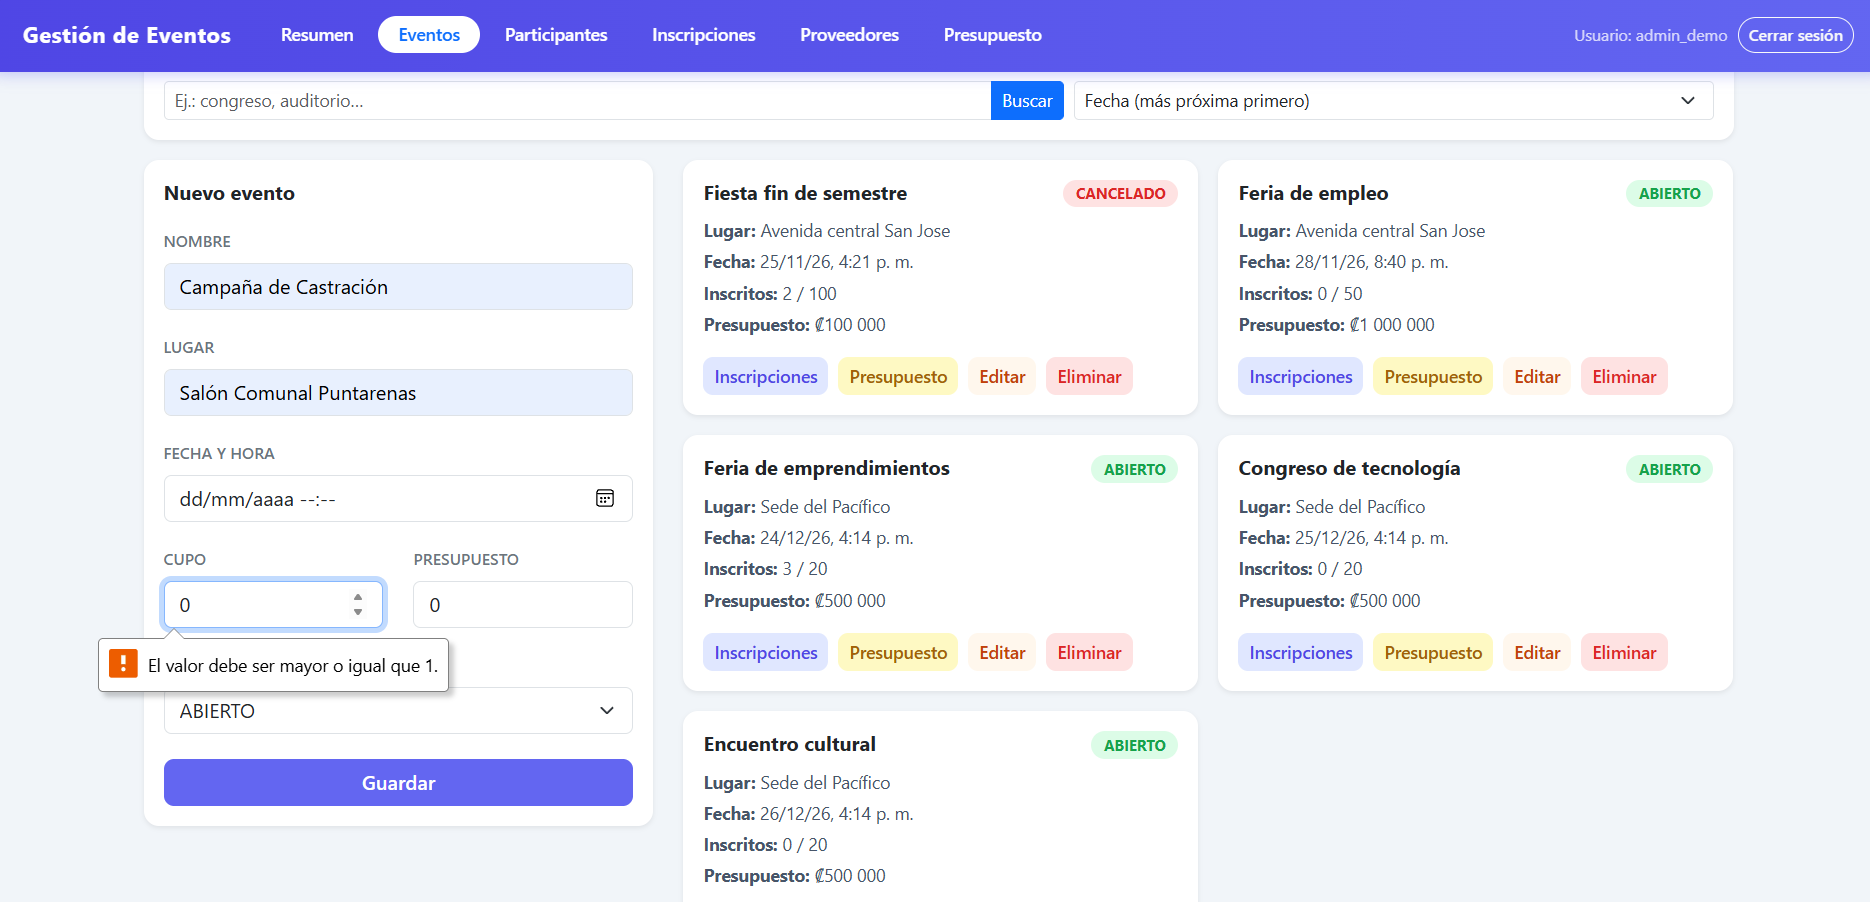 Gestión de Eventos
Resumen
Eventos
Participantes
Inscripciones
Proveedores
Presupuesto
Usuario: admin_demo
Cerrar sesión
Ej.: congreso, auditorio...
Buscar
Fecha (más próxima primero)
Nuevo evento
NOMBRE
Campaña de Castración
LUGAR
Salón Comunal Puntarenas
FECHA Y HORA
dd/mm/aaaa --:--
CUPO
PRESUPUESTO
0
0
El valor debe ser mayor o igual que 1.
ABIERTO
Guardar
Fiesta fin de semestre
CANCELADO
Lugar: Avenida central San Jose
Fecha: 25/11/26, 4:21 p. m.
Inscritos: 2 / 100
Presupuesto: ₡100 000
Inscripciones
Presupuesto
Editar
Eliminar
Feria de empleo
ABIERTO
Lugar: Avenida central San Jose
Fecha: 28/11/26, 8:40 p. m.
Inscritos: 0 / 50
Presupuesto: ₡1 000 000
Inscripciones
Presupuesto
Editar
Eliminar
Feria de emprendimientos
ABIERTO
Lugar: Sede del Pacífico
Fecha: 24/12/26, 4:14 p. m.
Inscritos: 3 / 20
Presupuesto: ₡500 000
Inscripciones
Presupuesto
Editar
Eliminar
Congreso de tecnología
ABIERTO
Lugar: Sede del Pacífico
Fecha: 25/12/26, 4:14 p. m.
Inscritos: 0 / 20
Presupuesto: ₡500 000
Inscripciones
Presupuesto
Editar
Eliminar
Encuentro cultural
ABIERTO
Lugar: Sede del Pacífico
Fecha: 26/12/26, 4:14 p. m.
Inscritos: 0 / 20
Presupuesto: ₡500 000